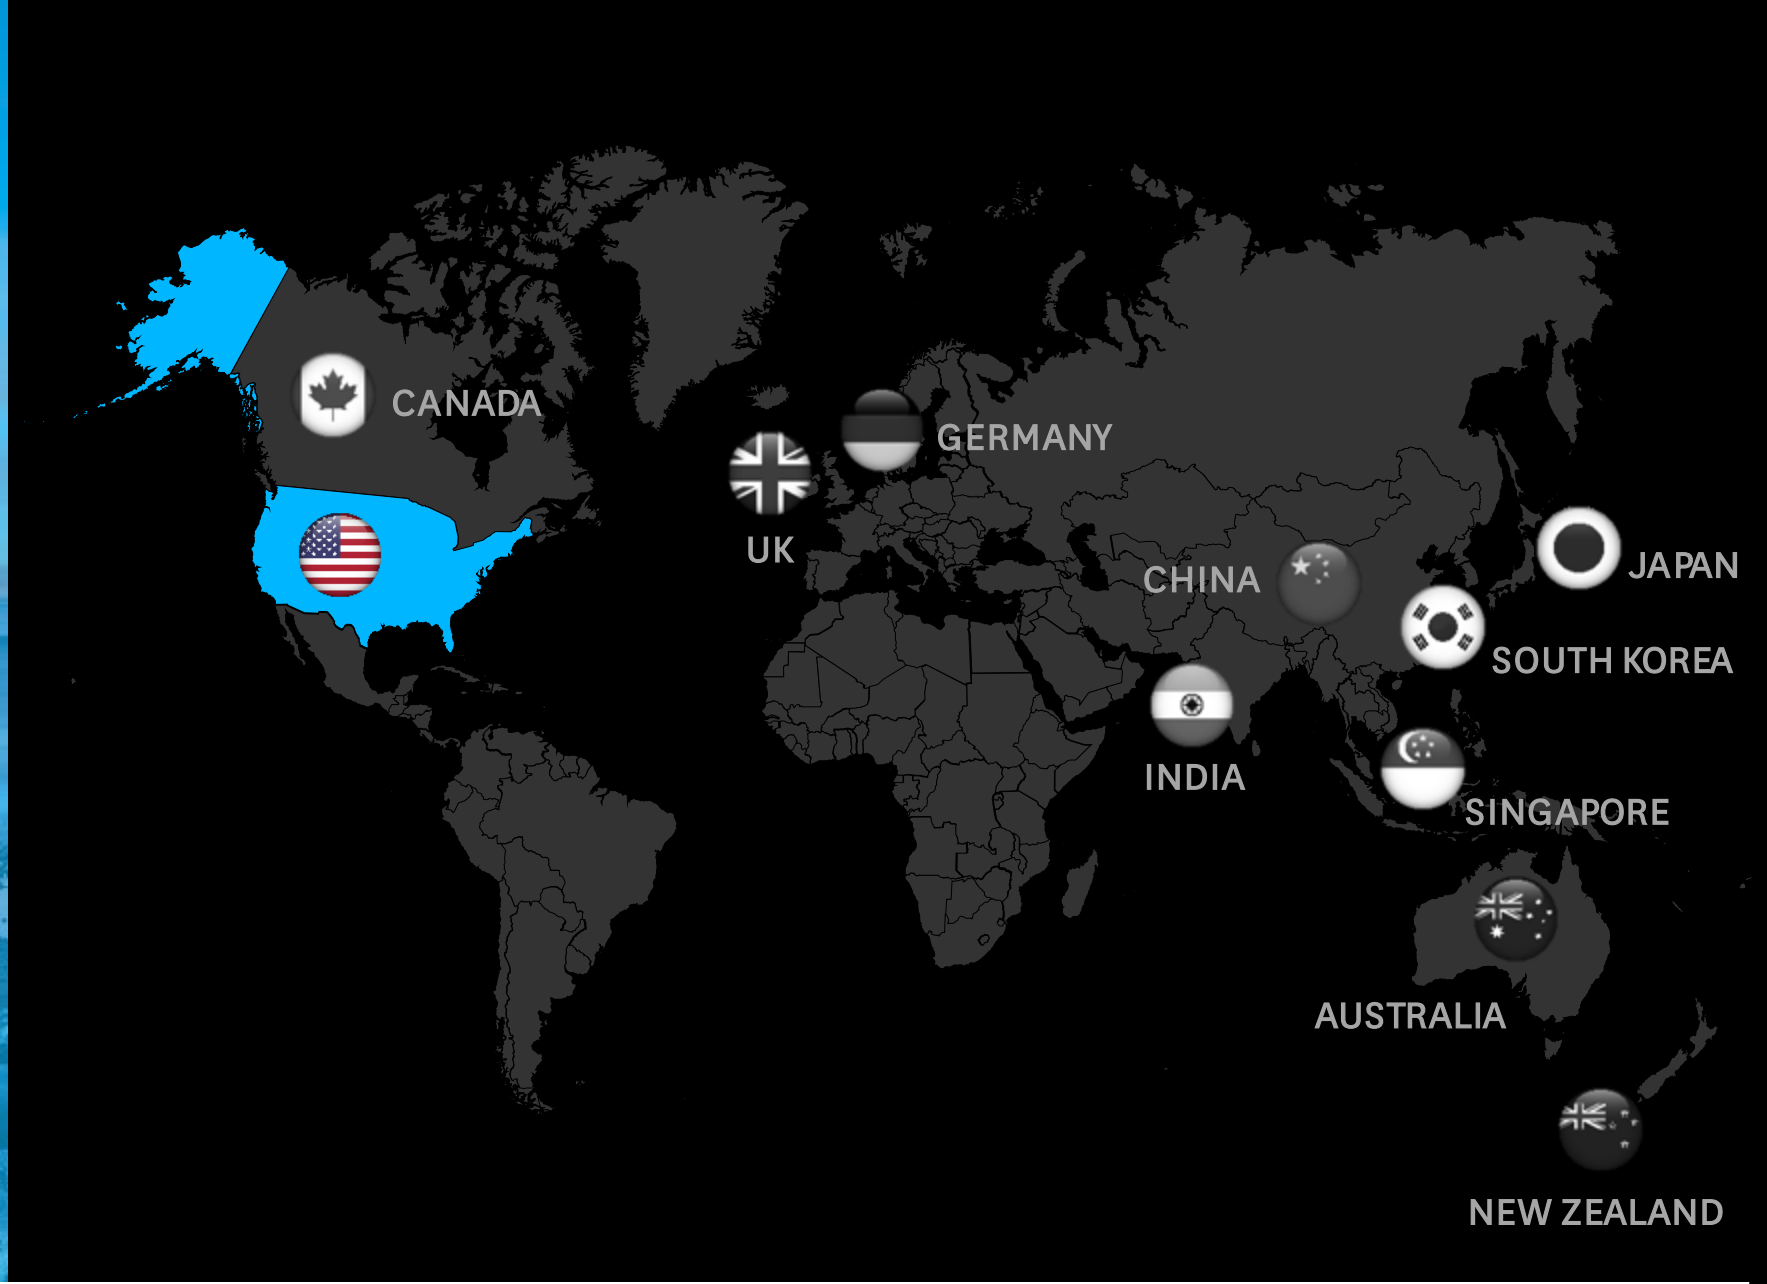 CANADA
GERMANY
UK
JAPAN
CHINA
SOUTH KOREA
INDIA
SINGAPORE
AUSTRALIA
NEW ZEALAND